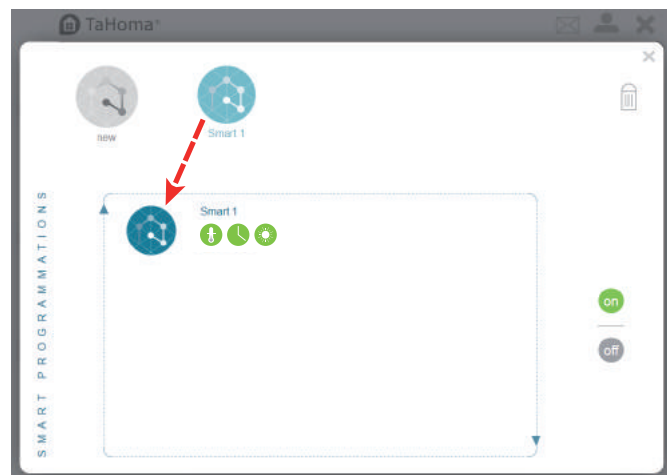 TaHoma®
new
Smart 1
Smart 1
SMART PROGRAMMATIONS
on
off